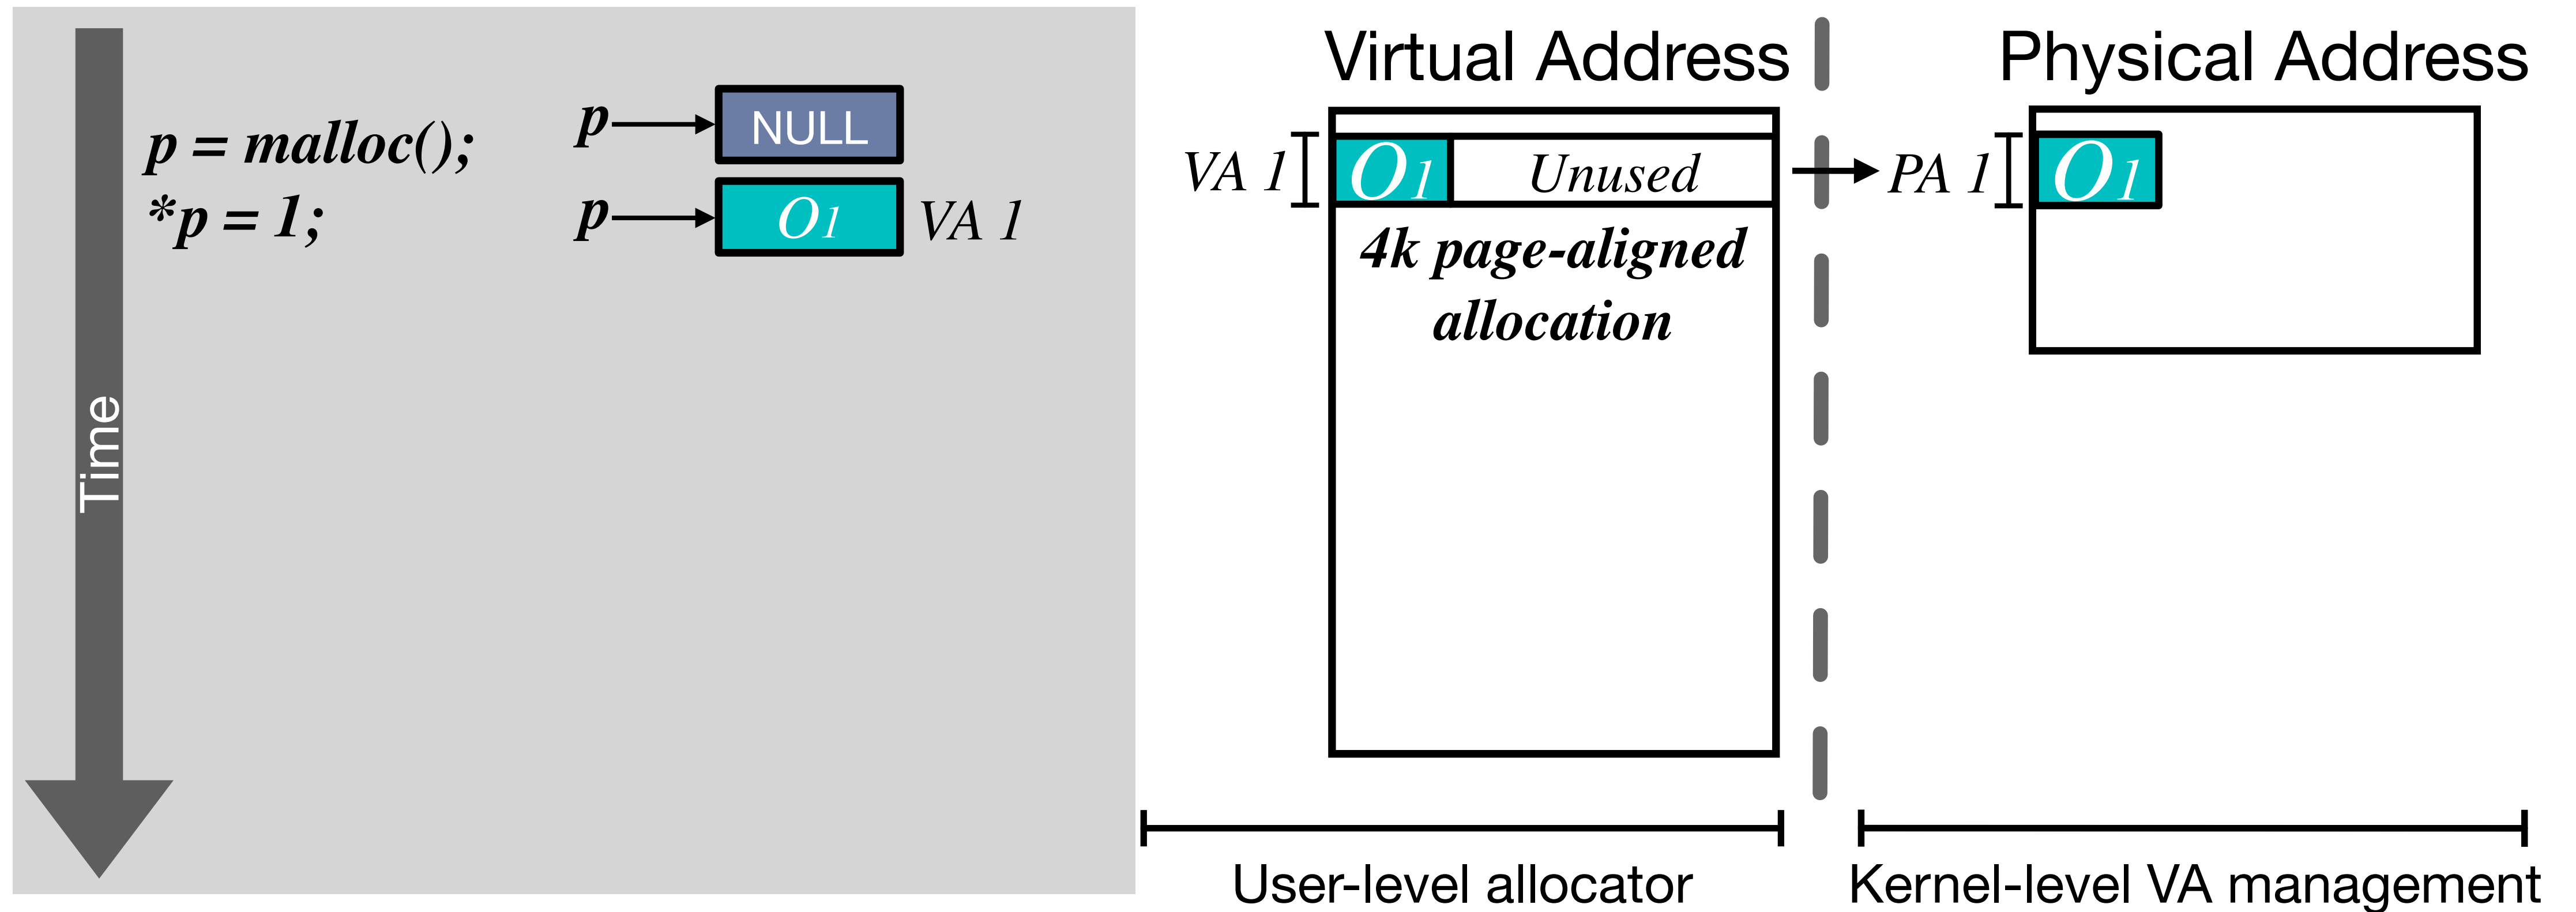 Time
p = malloc();
*p = 1;
p
NULL
p
O1
VA 1
Virtual Address
VA 1
O1
Unused
4k page-aligned
allocation
Physical Address
PA 1
O1
User-level allocator
Kernel-level VA management